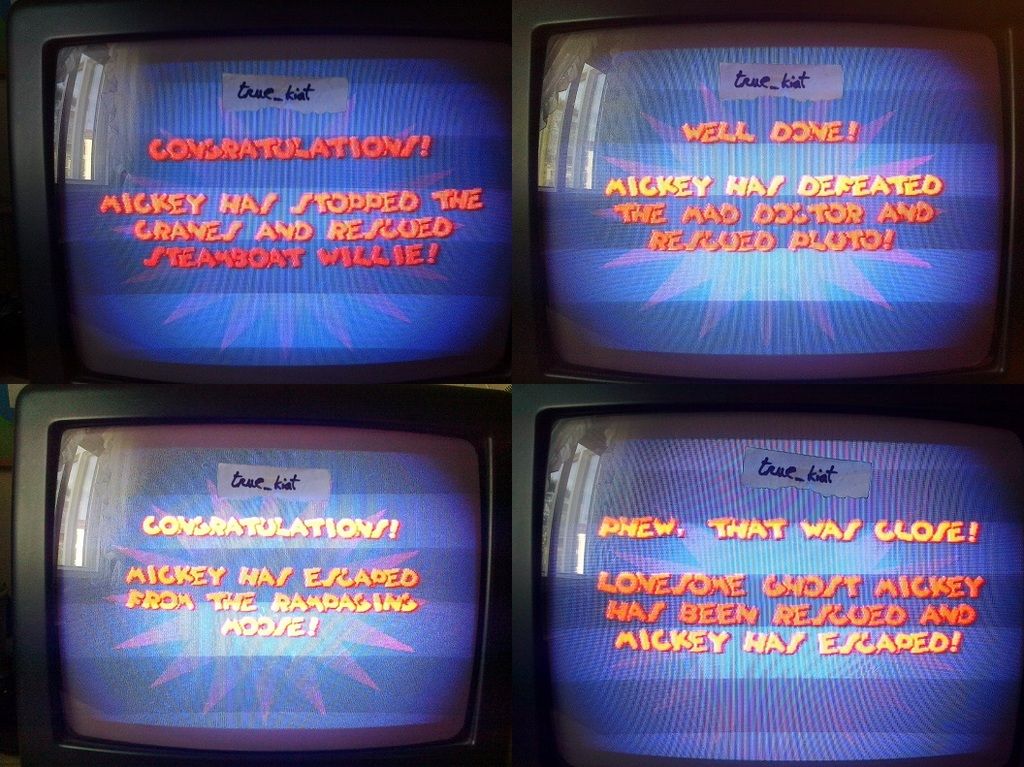 true_kiat
CONGRATULATIONS!
MICKEY HAS STOPPED THE
CRANES AND RESCUED
STEAMBOAT WILLIE!
true_kiat
WELL DONE!
MICKEY HAS DEFEATED
THE MAD DOCTOR AND
RESCUED PLUTO!
true_kiat
CONGRATULATIONS!
MICKEY HAS ESCAPED
FROM THE RAMPAGING
MOOSE!
true_kiat
PHEW, THAT WAS CLOSE!
LONESOME GHOST MICKEY
HAS BEEN RESCUED AND
MICKEY HAS ESCAPED!